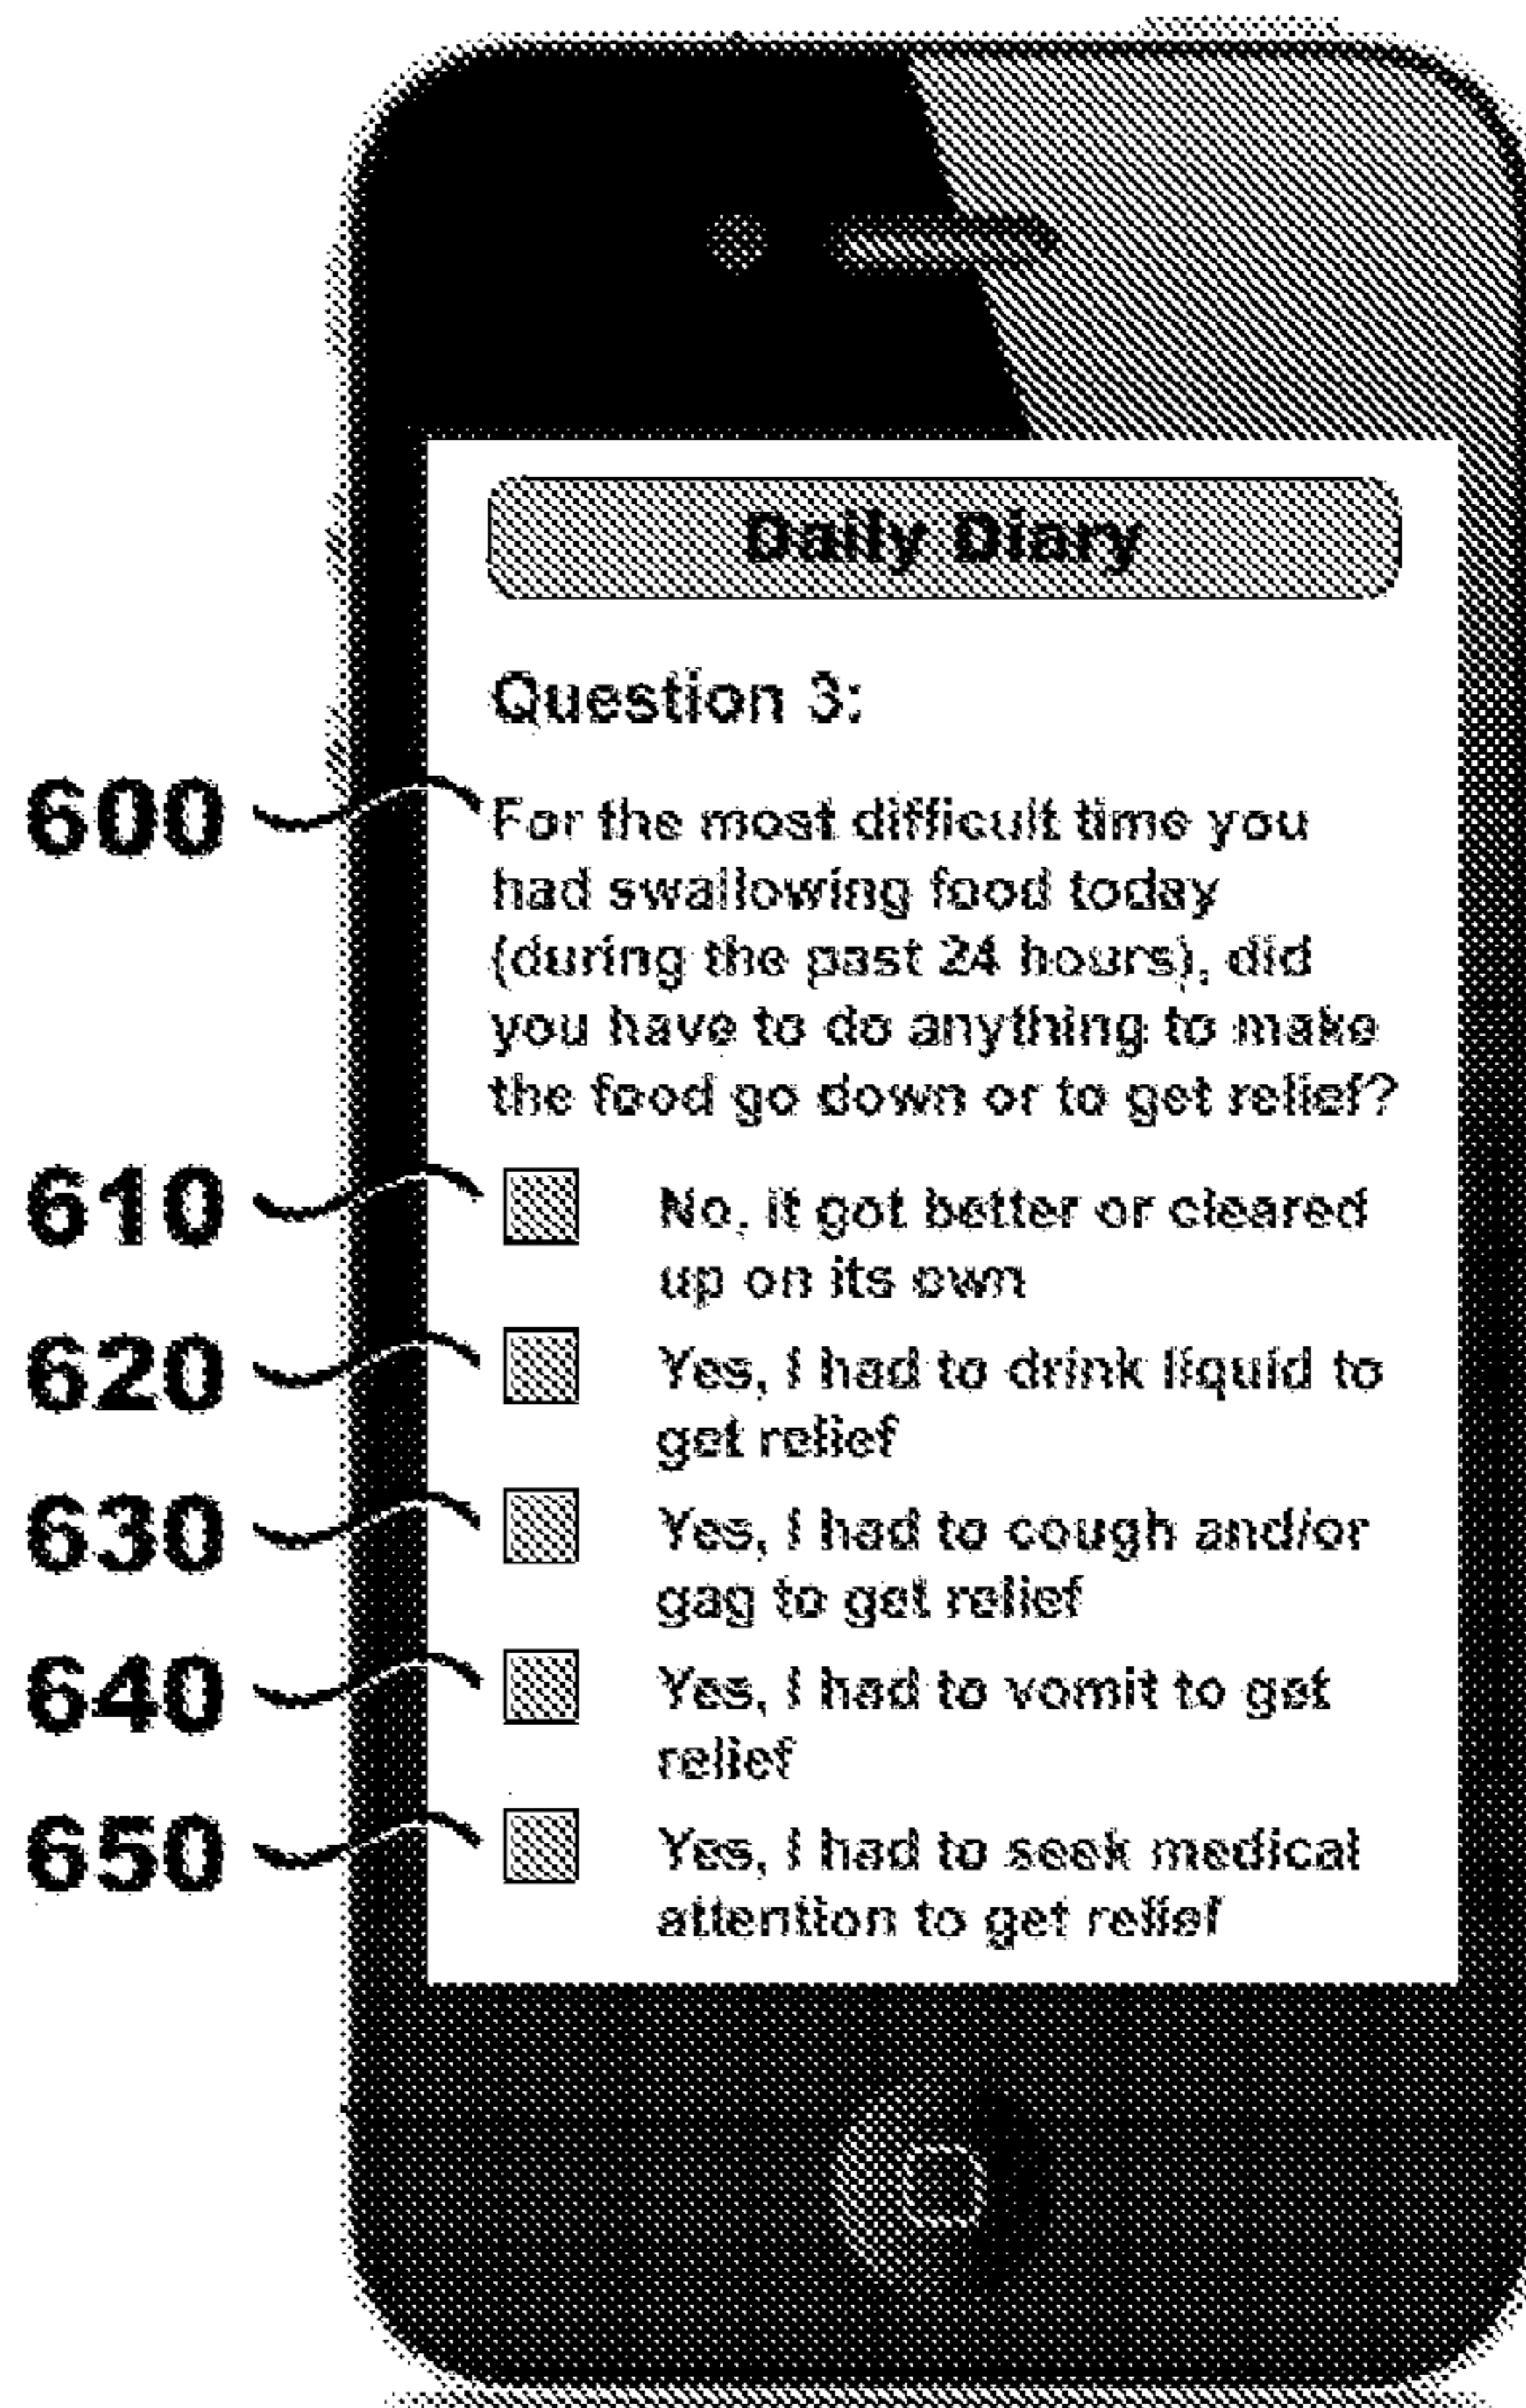 Daily Diary
Question 3:
600
For the most difficult time you
had swallowing food today
(during the past 24 hours), did
you have to do anything to make
the food go down or to get relief?
610
No, it got better or cleared
up on its own
620
Yes, I had to drink liquid to
get relief
630
Yes, I had to cough and/or
gag to get relief
640
Yes, I had to vomit to get
relief
650
Yes, I had to seek medical
attention to get relief